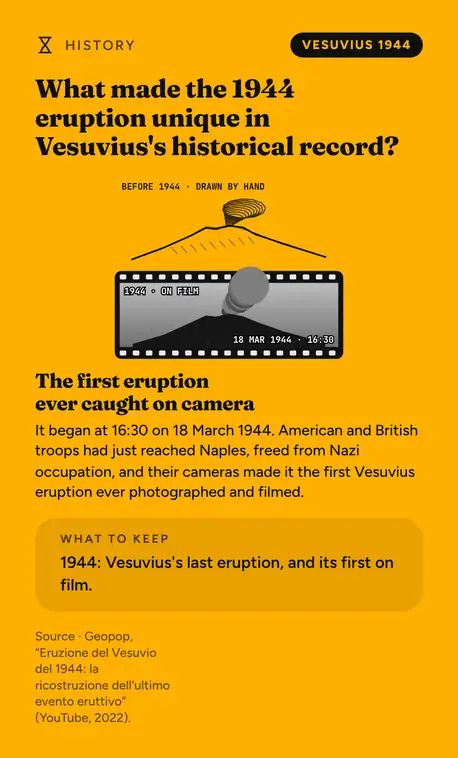 HISTORY
VESUVIUS 1944
What made the 1944
eruption unique in
Vesuvius's historical record?
BEFORE 1944 · DRAWN BY HAND
1944 · ON FILM
18 MAR 1944 · 16:30
The first eruption
ever caught on camera
It began at 16:30 on 18 March 1944. American and British
troops had just reached Naples, freed from Nazi
occupation, and their cameras made it the first Vesuvius
eruption ever photographed and filmed.
WHAT TO KEEP
1944: Vesuvius's last eruption, and its first on
film.
Source · Geopop,
"Eruzione del Vesuvio
del 1944: la
ricostruzione dell'ultimo
evento eruttivo"
(YouTube, 2022).